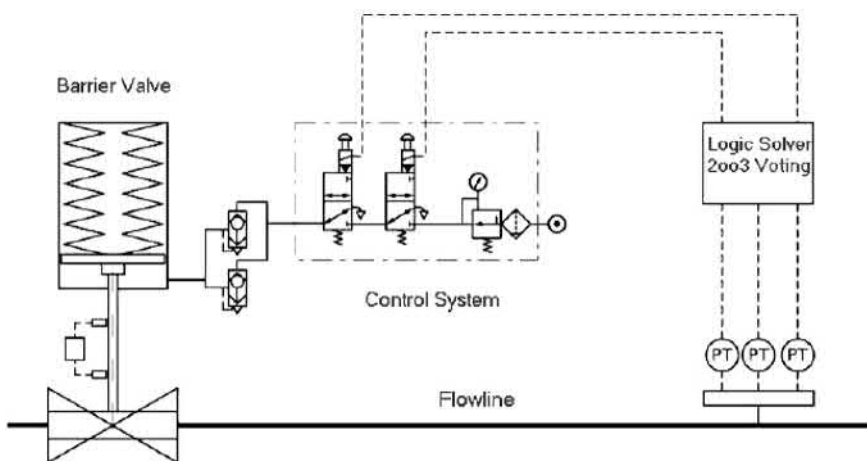 Barrier Valve
Logic Solver
2oo3 Voting
Control System
PT PT PT
Flowline